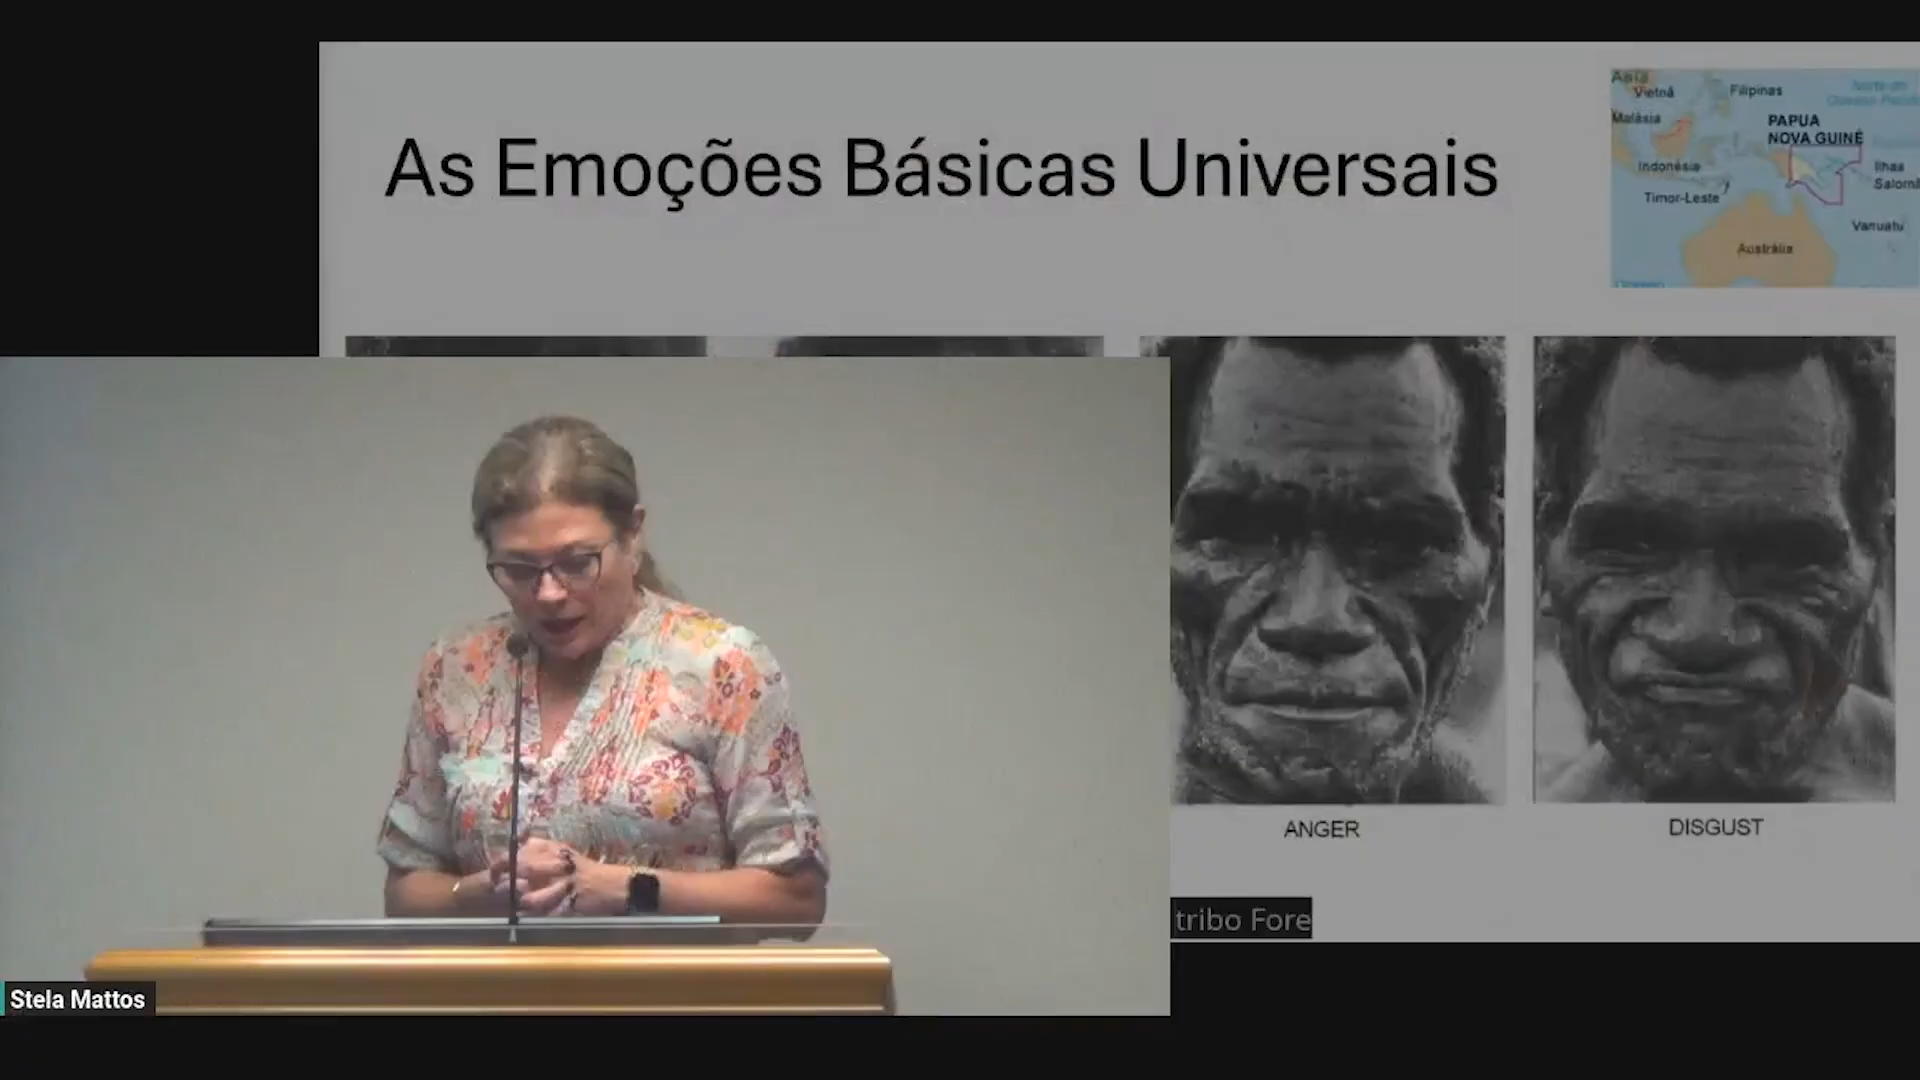 As Emoções Básicas Universais
Ásia
Vietnã
Filipinas
Malásia
PAPUA
NOVA GUINÉ
Indonésia
Ilhas
Timor-Leste
Vanuatu
Austrália
ANGER
DISGUST
tribo Fore
Stela Mattos